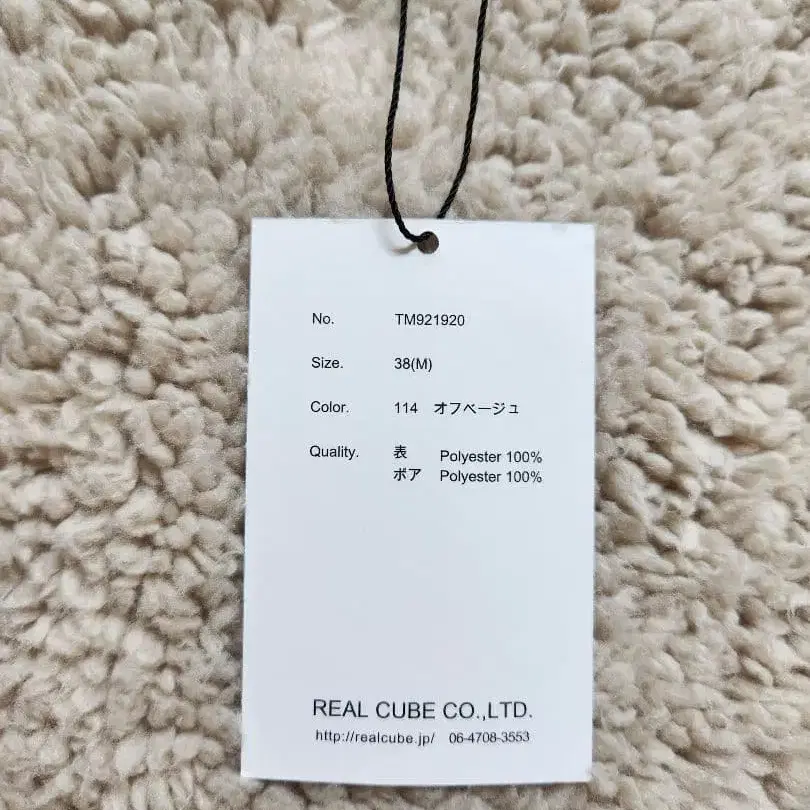 No. TM921920
Size. 38(M)
Color. 114 オフベージュ
Quality. 表 Polyester 100%
ボア Polyester 100%
REAL CUBE CO.,LTD.
http://realcube.jp/ 06-4708-3553